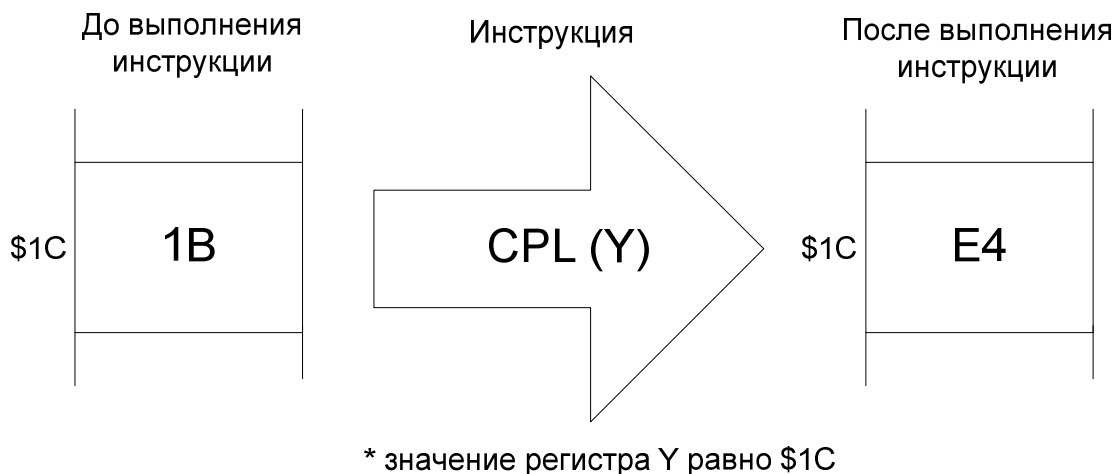 До выполнения
инструкции
Инструкция
После выполнения
инструкции
$1C
1B
CPL (Y)
$1C
E4
* значение регистра Y равно $1C